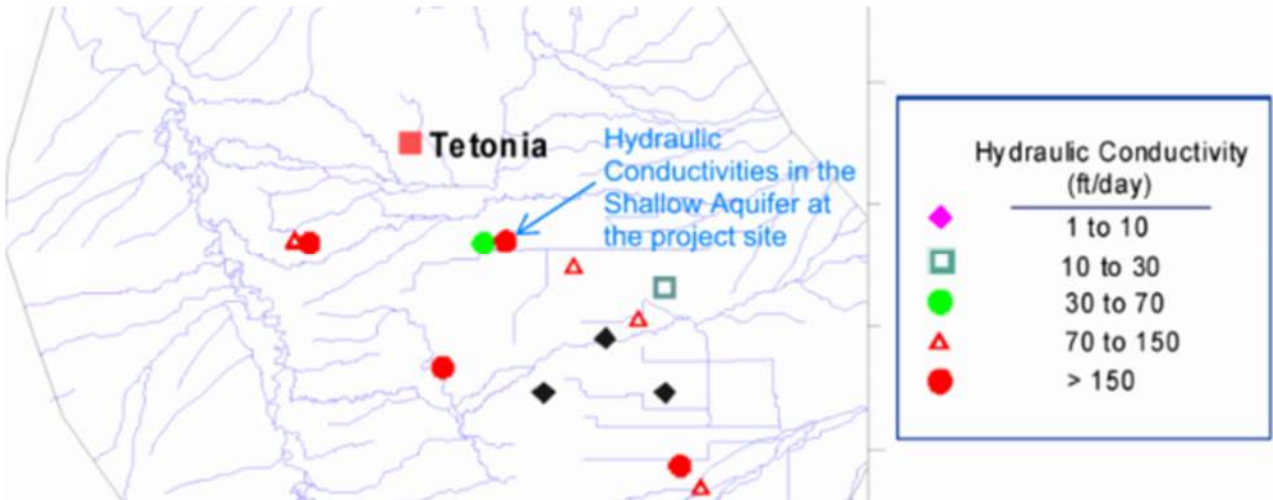 Tetonia
Hydraulic
Conductivities in the
Shallow Aquifer at
the project site
Hydraulic Conductivity
(ft/day)
1 to 10
10 to 30
30 to 70
70 to 150
> 150